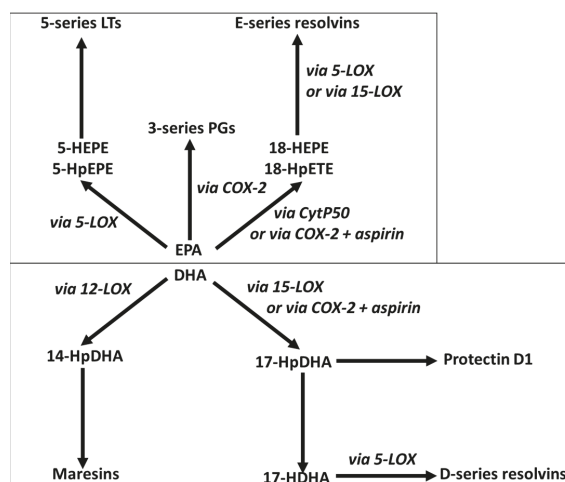 5-series LTs
E-series resolvins
via 5-LOX
or via 15-LOX
3-series PGs
5-HEPE
5-HpEPE
18-HEPE
18-HpETE
via COX-2
via 5-LOX
via CytP50
or via COX-2 + aspirin
EPA
DHA
via 12-LOX
via 15-LOX
or via COX-2 + aspirin
14-HpDHA
17-HpDHA
Protectin D1
via 5-LOX
Maresins
17-HDHA
D-series resolvins